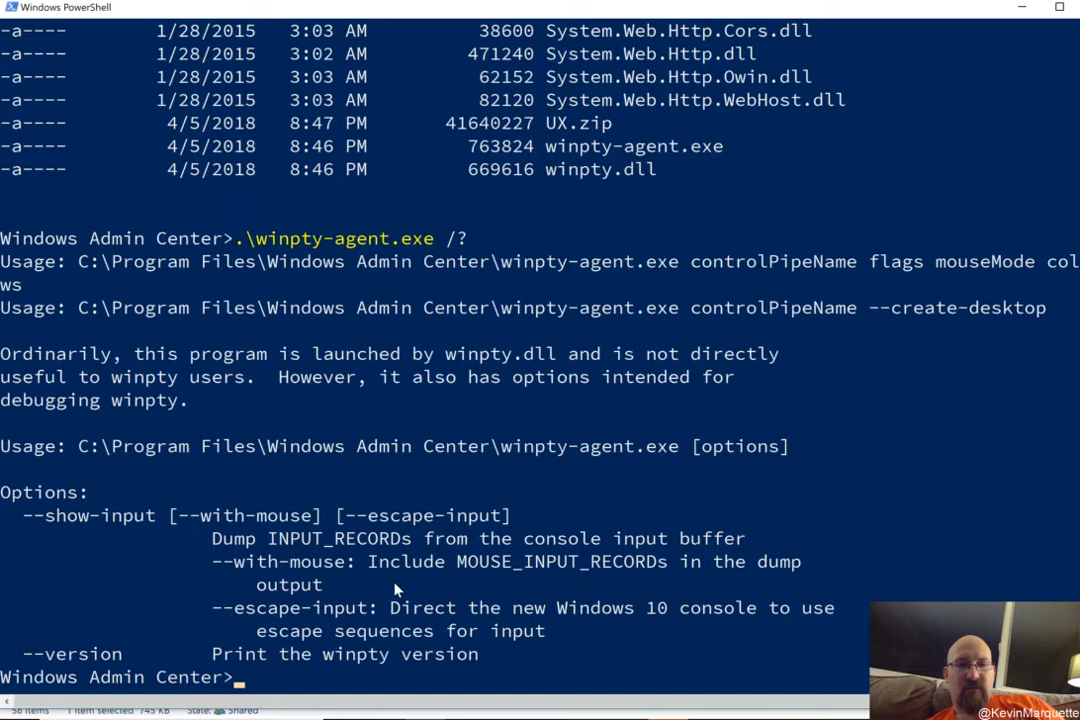 Windows PowerShell
-a---- 1/28/2015 3:03 AM 38600 System.Web.Http.Cors.dll
-a---- 1/28/2015 3:02 AM 471240 System.Web.Http.dll
-a---- 1/28/2015 3:03 AM 62152 System.Web.Http.Owin.dll
-a---- 1/28/2015 3:03 AM 82120 System.Web.Http.WebHost.dll
-a---- 4/5/2018 8:47 PM 41640227 UX.zip
-a---- 4/5/2018 8:46 PM 763824 winpty-agent.exe
-a---- 4/5/2018 8:46 PM 669616 winpty.dll
Windows Admin Center>.\winpty-agent.exe /?
Usage: C:\Program Files\Windows Admin Center\winpty-agent.exe controlPipeName flags mouseMode col
ws
Usage: C:\Program Files\Windows Admin Center\winpty-agent.exe controlPipeName --create-desktop
Ordinarily, this program is launched by winpty.dll and is not directly
useful to winpty users.  However, it also has options intended for
debugging winpty.
Usage: C:\Program Files\Windows Admin Center\winpty-agent.exe [options]
Options:
--show-input [--with-mouse] [--escape-input]
Dump INPUT_RECORDs from the console input buffer
--with-mouse: Include MOUSE_INPUT_RECORDs in the dump
output
--escape-input: Direct the new Windows 10 console to use
escape sequences for input
--version Print the winpty version
Windows Admin Center>_
58 items 1 item selected 745 KB State: Shared
@KevinMarquette